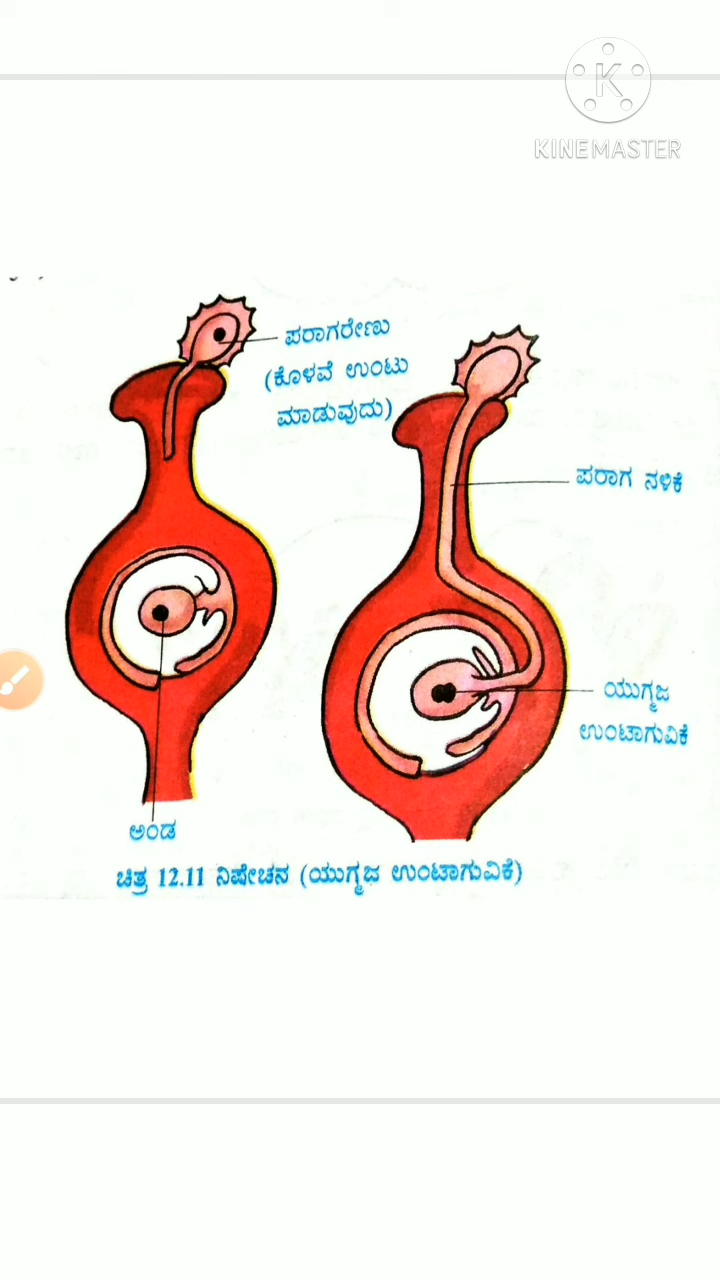 K
KINEMASTER
ಪರಾಗರೇಣು
(ಕೊಳವೆ ಉಂಟು
ಮಾಡುವುದು)
ಪರಾಗ ನಳಿಕೆ
ಯುಗ್ಮಜ
ಉಂಟಾಗುವಿಕೆ
ಅಂಡ
ಚಿತ್ರ 12.11 ನಿಷೇಚನ (ಯುಗ್ಮಜ ಉಂಟಾಗುವಿಕೆ)